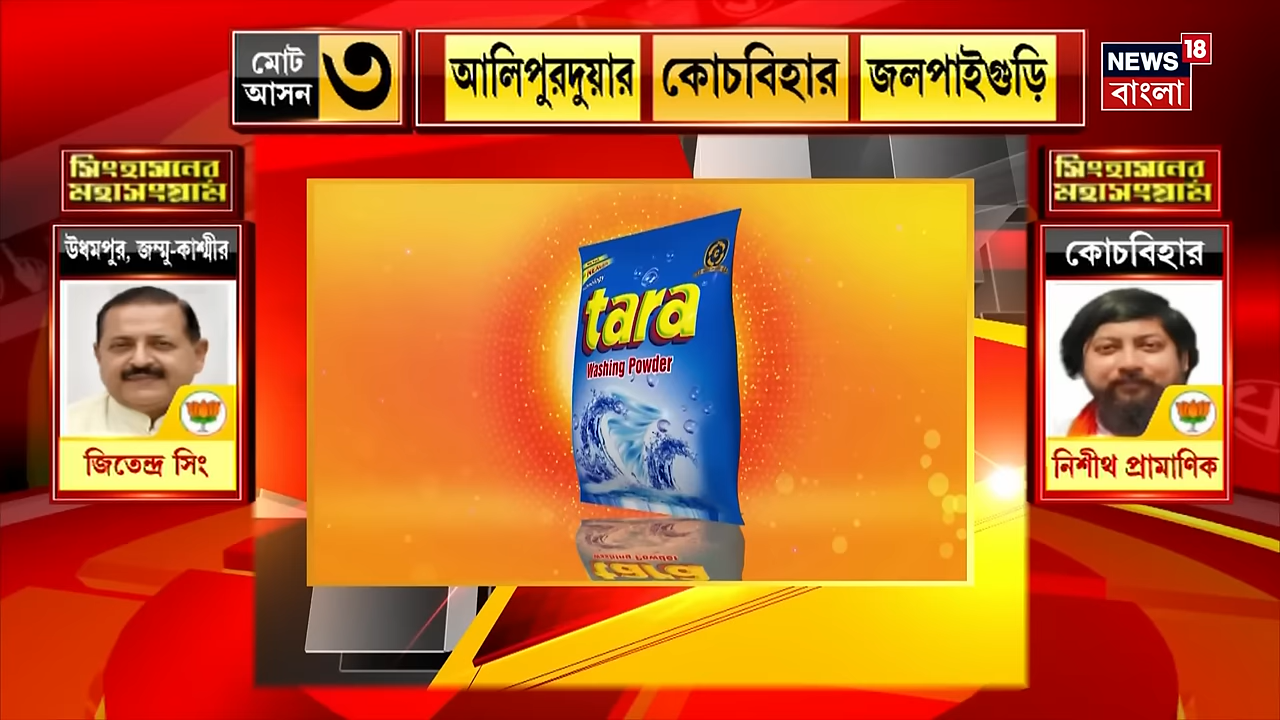 মোট
আসন
৩
আলিপুরদুয়ার
কোচবিহার
জলপাইগুড়ি
NEWS 18
বাংলা
সিংহাসনের
মহাসংগ্রাম
উধমপুর, জম্মু-কাশ্মীর
জিতেন্দ্র সিং
tara
Washing Powder
সিংহাসনের
মহাসংগ্রাম
কোচবিহার
নিশীথ প্রামাণিক